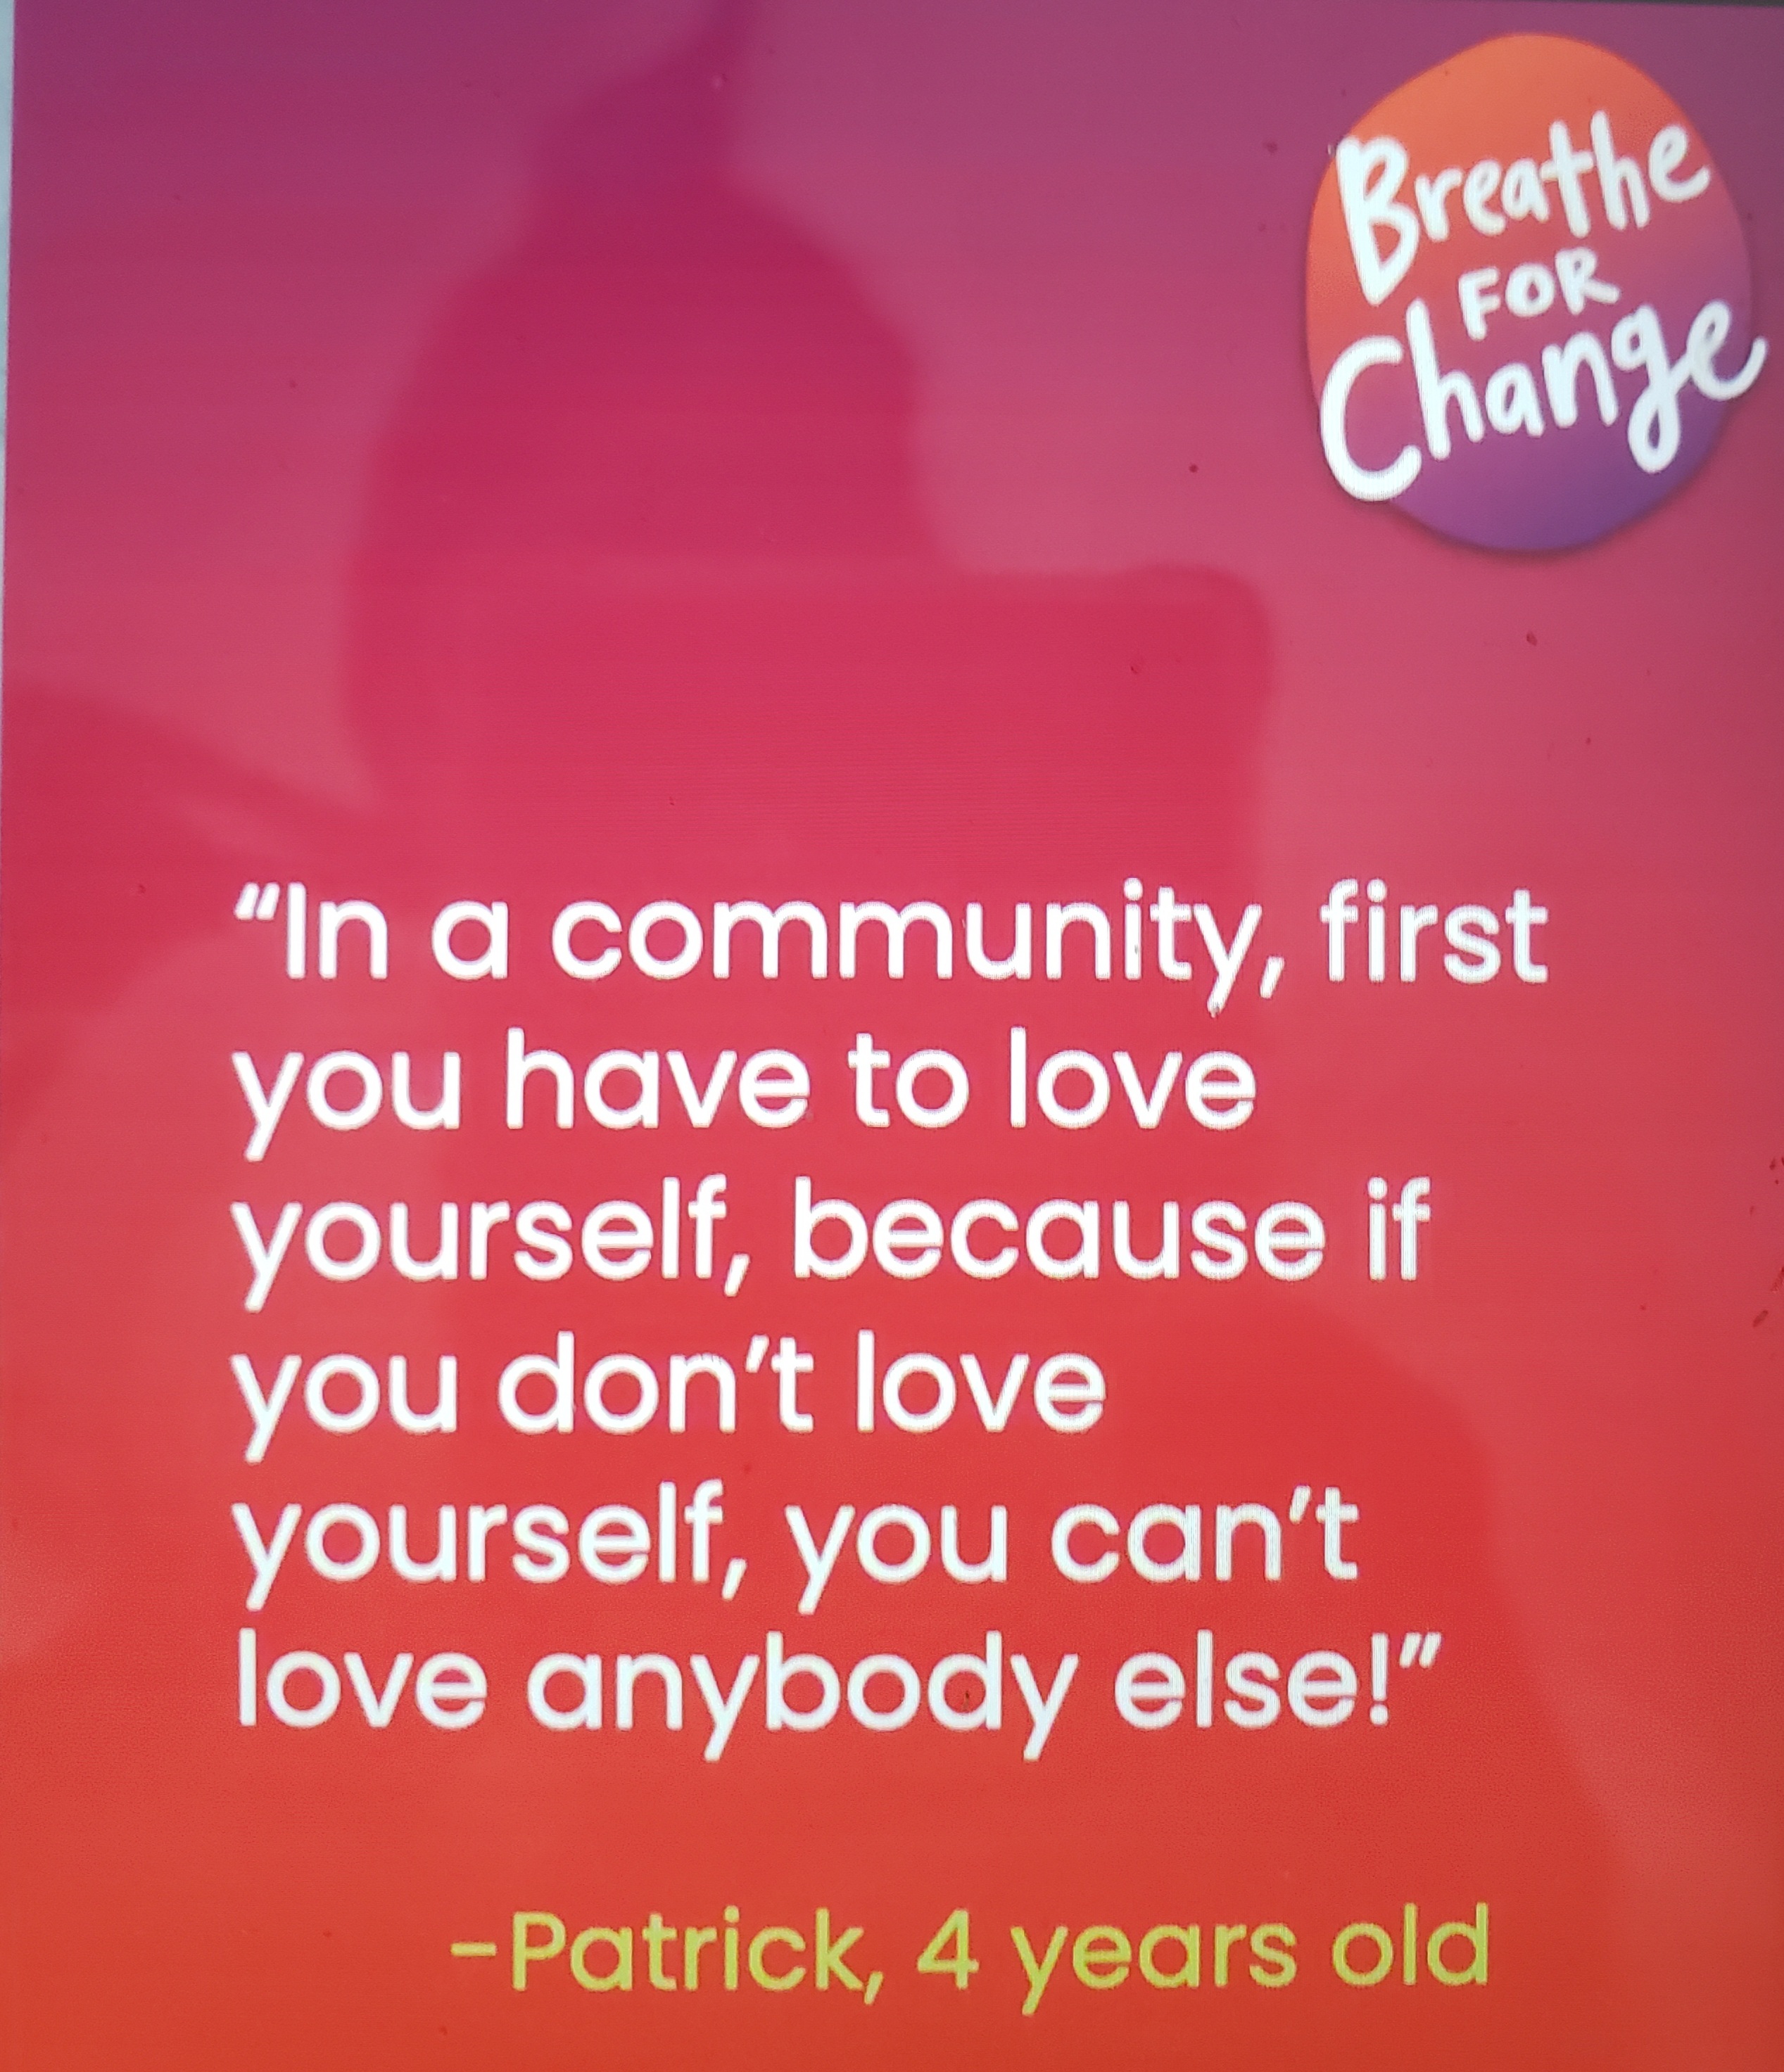 Breathe
FOR
Change
“In a community, first
you have to love
yourself, because if
you don’t love
yourself, you can’t
love anybody else!”
-Patrick, 4 years old